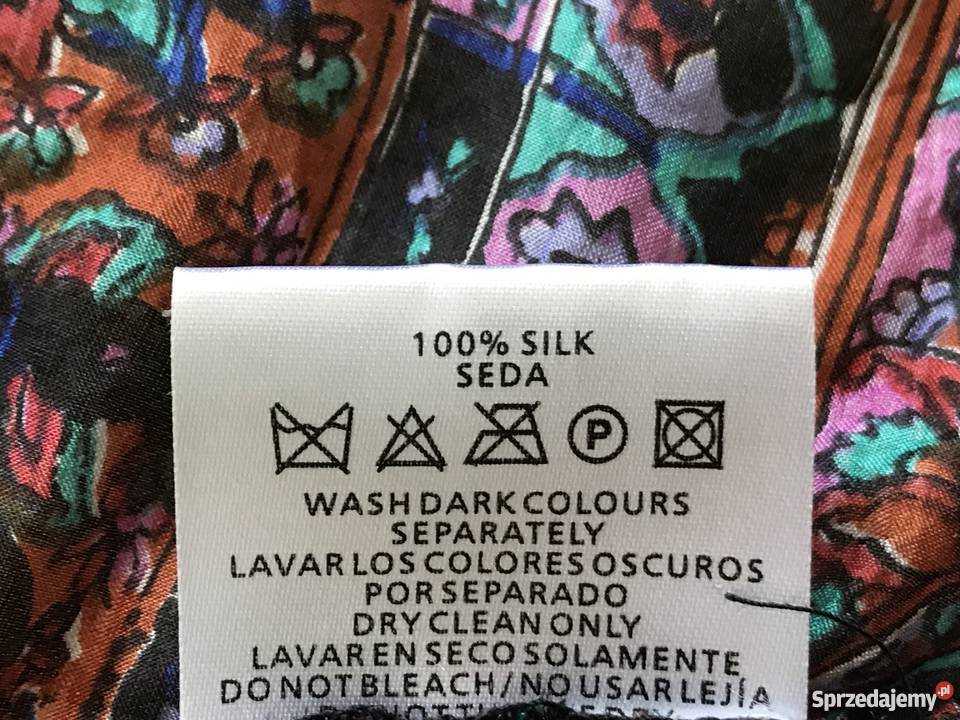 100% SILK
SEDA
P
WASH DARK COLOURS
SEPARATELY
LAVAR LOS COLORES OSCUROS
POR SEPARADO
DRY CLEAN ONLY
LAVAR EN SECO SOLAMENTE
DO NOT BLEACH/NO USAR LEJÍA
Sprzedajemy.pl